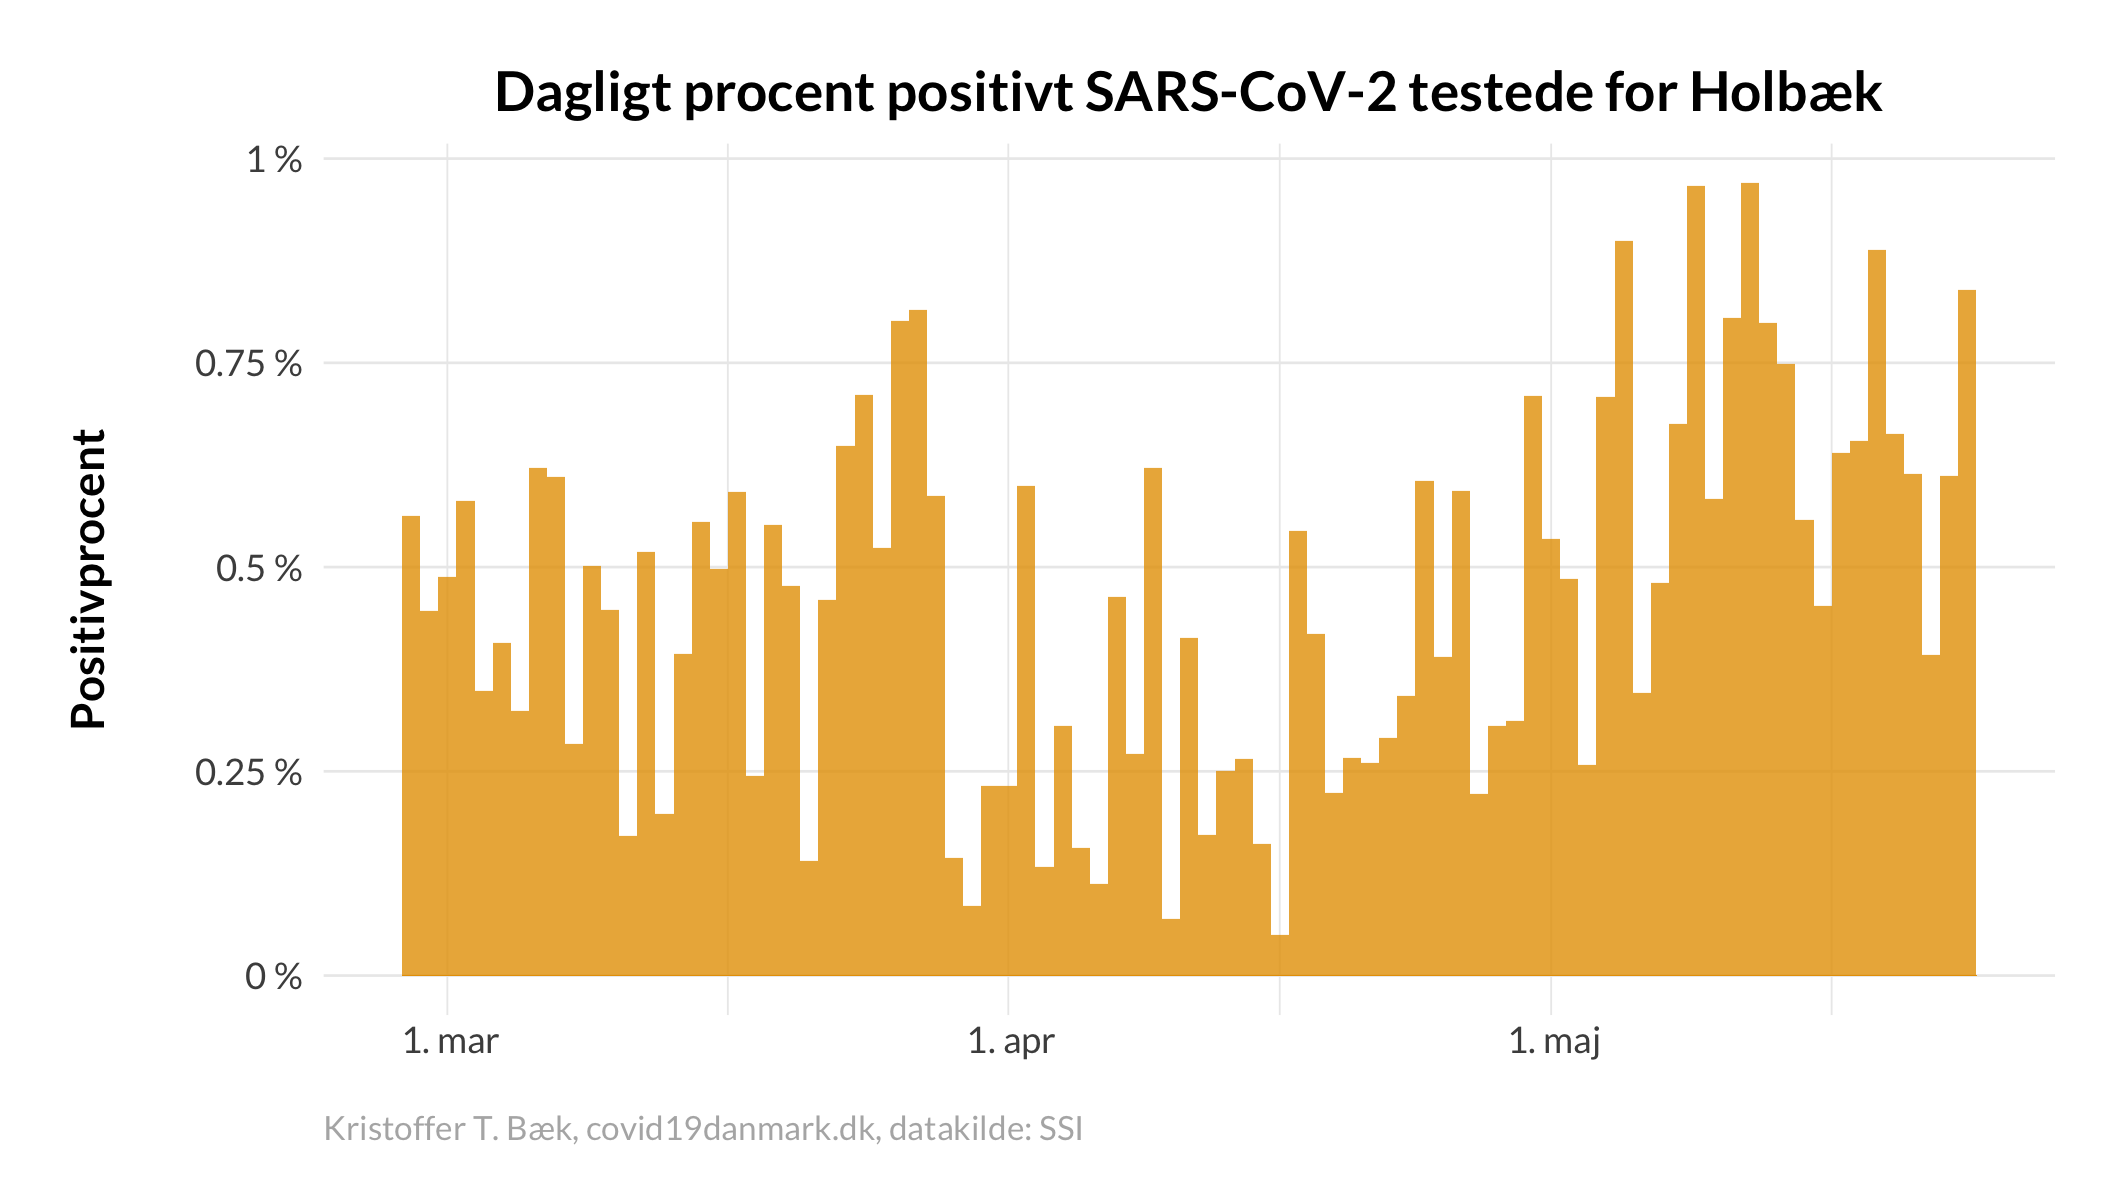 Dagligt procent positivt SARS-CoV-2 testede for Holbæk
1 %
0.75 %
0.5 %
0.25 %
0 %
Positivprocent
1. mar
1. apr
1. maj
Kristoffer T. Bæk, covid19danmark.dk, datakilde: SSI